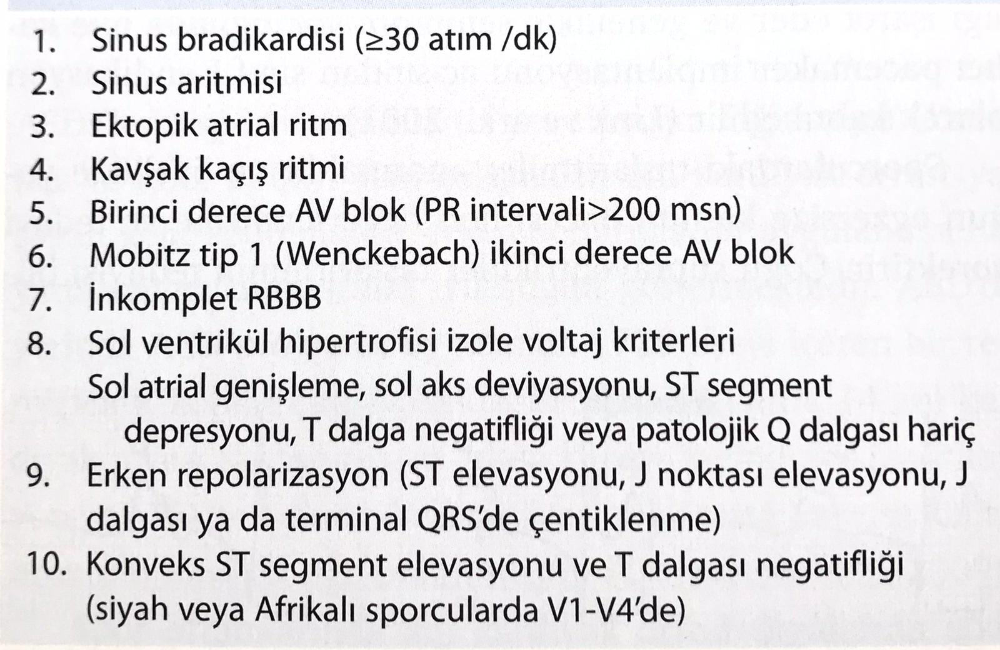 1. Sinus bradikardisi (≥30 atım /dk)
2. Sinus aritmisi
3. Ektopik atrial ritm
4. Kavşak kaçış ritmi
5. Birinci derece AV blok (PR intervali>200 msn)
6. Mobitz tip 1 (Wenckebach) ikinci derece AV blok
7. İnkomplet RBBB
8. Sol ventrikül hipertrofisi izole voltaj kriterleri
Sol atrial genişleme, sol aks deviyasyonu, ST segment
depresyonu, T dalga negatifliği veya patolojik Q dalgası hariç
9. Erken repolarizasyon (ST elevasyonu, J noktası elevasyonu, J
dalgası ya da terminal QRS’de çentiklenme)
10. Konveks ST segment elevasyonu ve T dalgası negatifliği
(siyah veya Afrikalı sporcularda V1-V4’de)